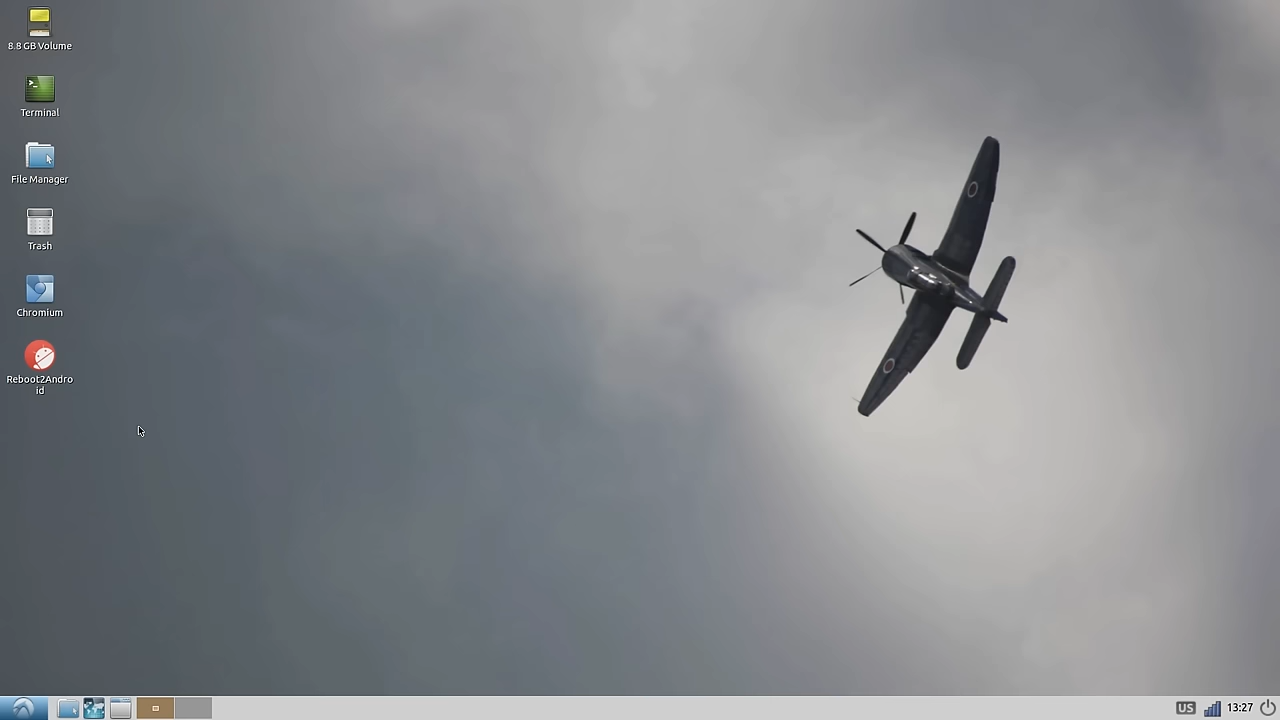 8.8 GB Volume
Terminal
File Manager
Trash
Chromium
Reboot2Andro
id
US
13:27